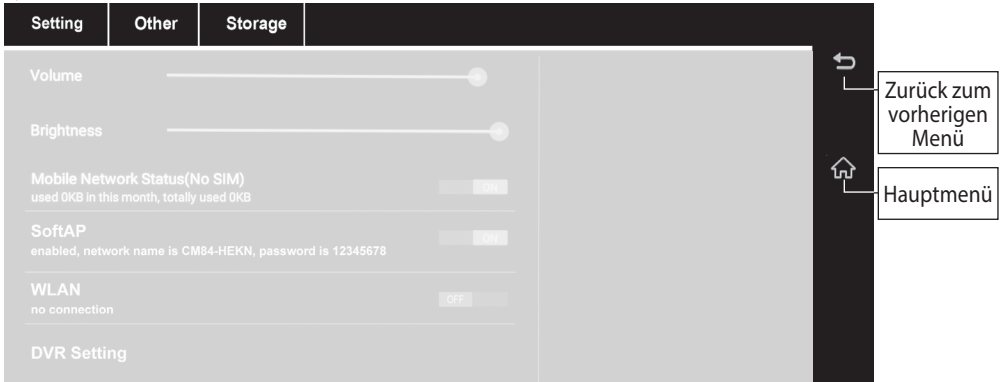 Setting Other Storage
Volume
Brightness
Mobile Network Status(No SIM)
used 0KB in this month, totally used 0KB
ON
SoftAP
enabled, network name is CM84-HEKN, password is 12345678
ON
WLAN
no connection
OFF
DVR Setting
Zurück zum
vorherigen
Menü
Hauptmenü